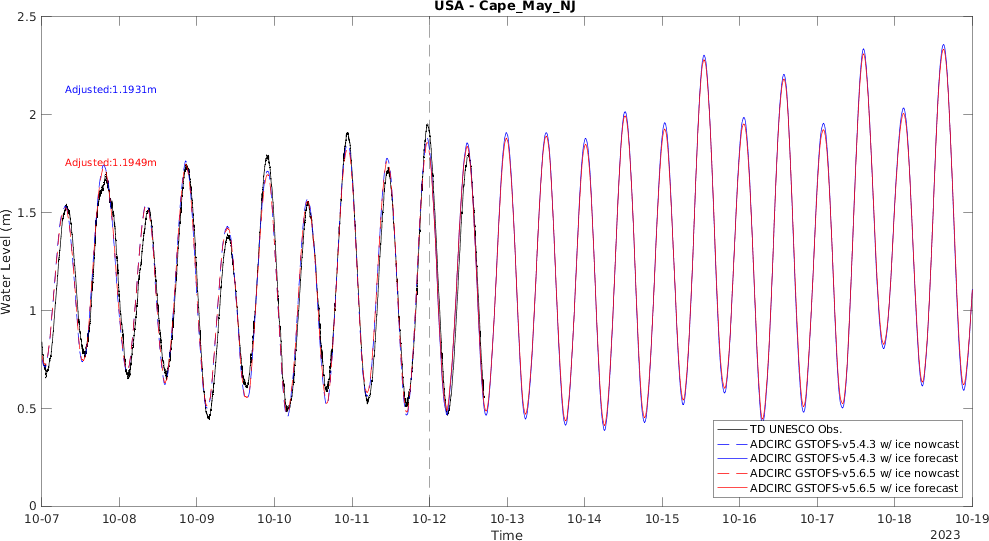 USA - Cape_May_NJ
2.5
Adjusted:1.1931m
2
Adjusted:1.1949m
1.5
Water Level (m)
1
0.5
TD UNESCO Obs.
ADCIRC GSTOFS-v5.4.3 w/ ice nowcast
ADCIRC GSTOFS-v5.4.3 w/ ice forecast
ADCIRC GSTOFS-v5.6.5 w/ ice nowcast
ADCIRC GSTOFS-v5.6.5 w/ ice forecast
0
10-07 10-08 10-09 10-10 10-11 10-12 10-13 10-14 10-15 10-16 10-17 10-18 10-19
Time
2023